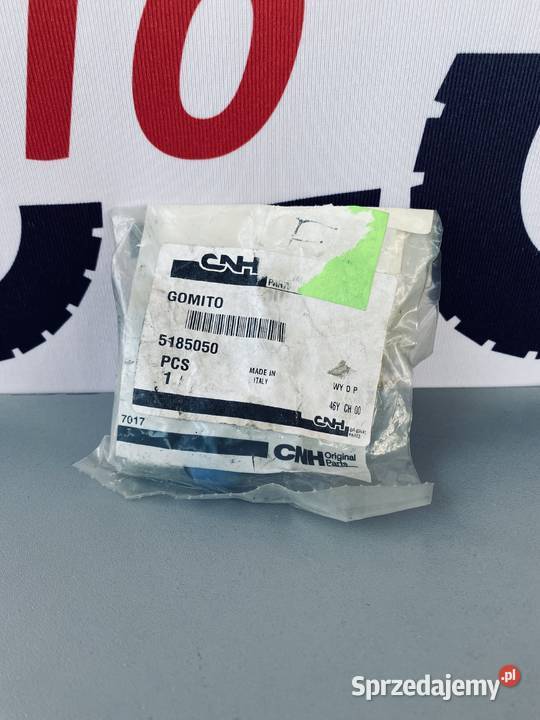 10
CNH
GOMITO
5185050
PCS
1
MADE IN
ITALY
WY D P
46Y CH 00
CNH
7017
CNH Original
Parts
Sprzedajemy.pl